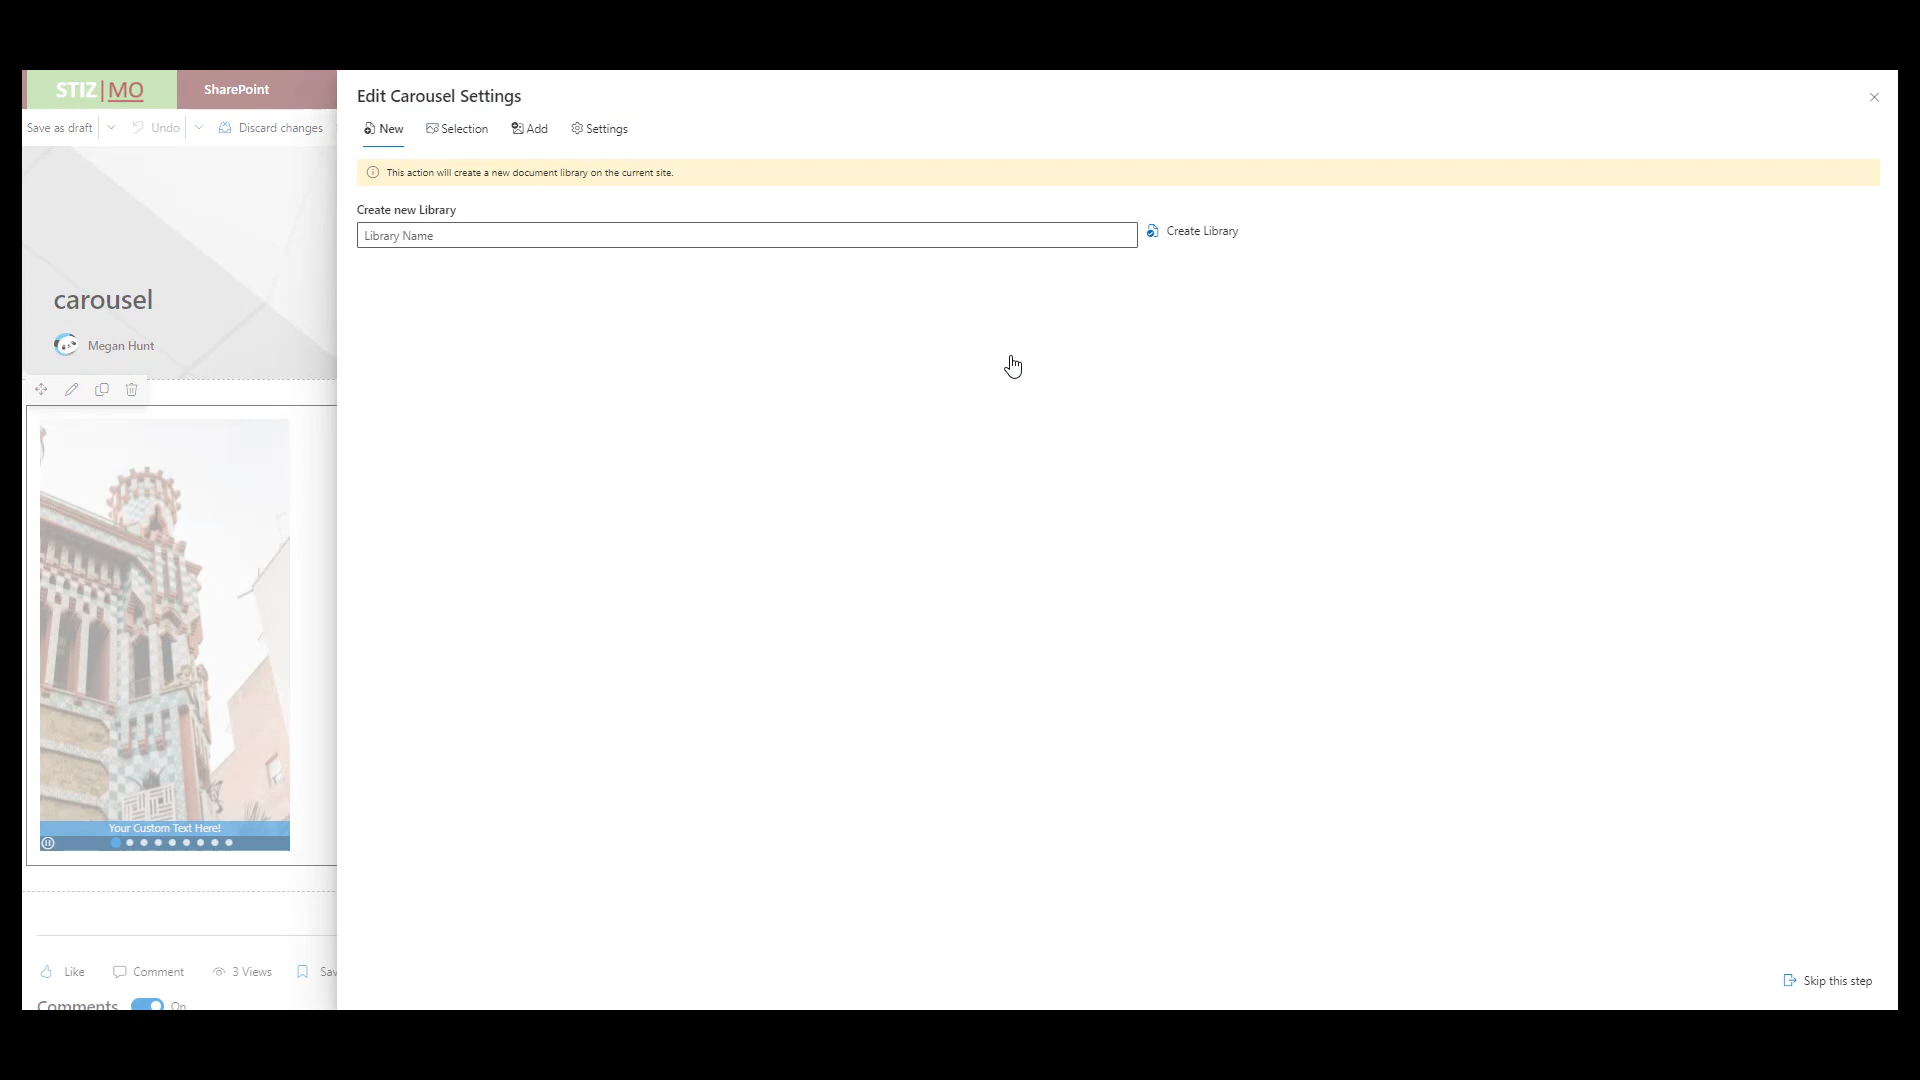 STIZ|MO
SharePoint
Save as draft
Undo
Discard changes
carousel
Megan Hunt
Your Custom Text Here!
Like
Comment
3 Views
Sav
Comments
On
Edit Carousel Settings
New
Selection
Add
Settings
This action will create a new document library on the current site.
Create new Library
Library Name
Create Library
Skip this step